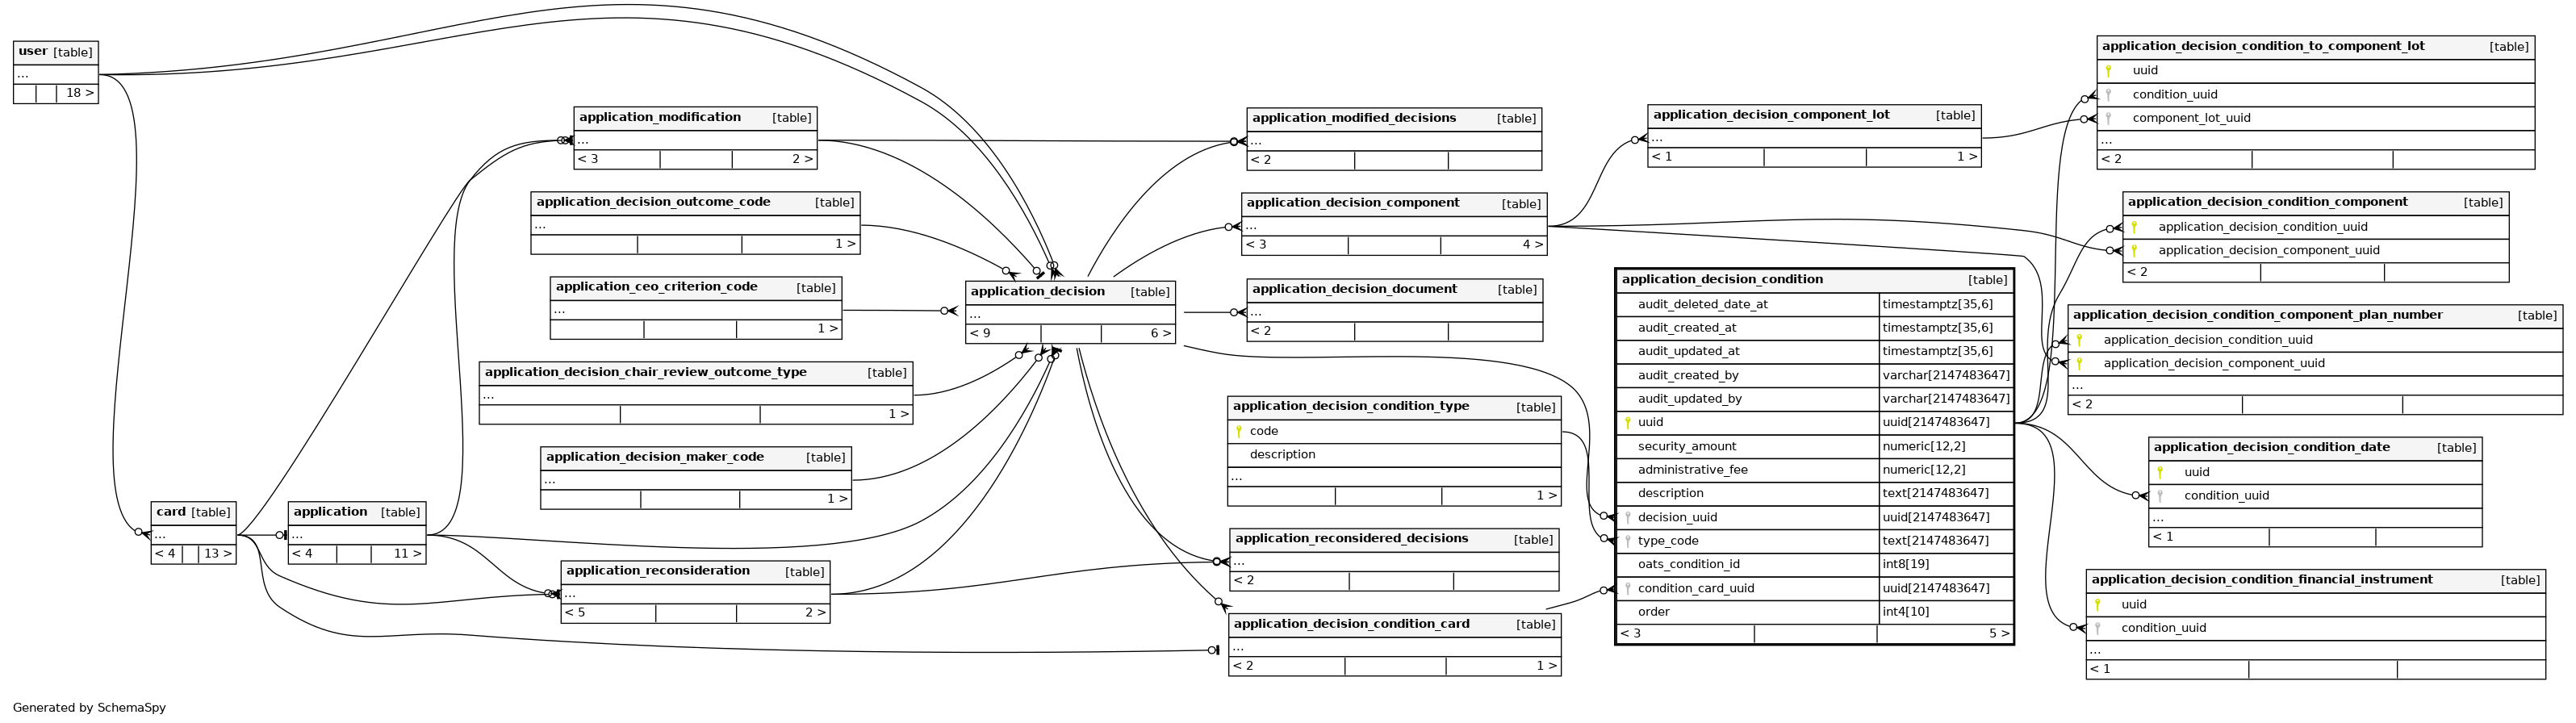 user [table]
...
18 >
application_modification [table]
...
< 3 2 >
application_decision_outcome_code [table]
...
1 >
application_ceo_criterion_code [table]
...
1 >
application_decision_chair_review_outcome_type [table]
...
1 >
application_decision_maker_code [table]
...
1 >
card [table]
...
< 4 13 >
application [table]
...
< 4 11 >
application_reconsideration [table]
...
< 5 2 >
application_decision [table]
...
< 9 6 >
application_modified_decisions [table]
...
< 2
application_decision_component [table]
...
< 3 4 >
application_decision_document [table]
...
< 2
application_decision_condition_type [table]
code
description
...
1 >
application_reconsidered_decisions [table]
...
< 2
application_decision_condition_card [table]
...
< 2 1 >
application_decision_component_lot [table]
...
< 1 1 >
application_decision_condition [table]
audit_deleted_date_at timestamptz[35,6]
audit_created_at timestamptz[35,6]
audit_updated_at timestamptz[35,6]
audit_created_by varchar[2147483647]
audit_updated_by varchar[2147483647]
uuid uuid[2147483647]
security_amount numeric[12,2]
administrative_fee numeric[12,2]
description text[2147483647]
decision_uuid uuid[2147483647]
type_code text[2147483647]
oats_condition_id int8[19]
condition_card_uuid uuid[2147483647]
order int4[10]
< 3 5 >
application_decision_condition_to_component_lot [table]
uuid
condition_uuid
component_lot_uuid
...
< 2
application_decision_condition_component [table]
application_decision_condition_uuid
application_decision_component_uuid
< 2
application_decision_condition_component_plan_number [table]
application_decision_condition_uuid
application_decision_component_uuid
...
< 2
application_decision_condition_date [table]
uuid
condition_uuid
...
< 1
application_decision_condition_financial_instrument [table]
uuid
condition_uuid
...
< 1
Generated by SchemaSpy